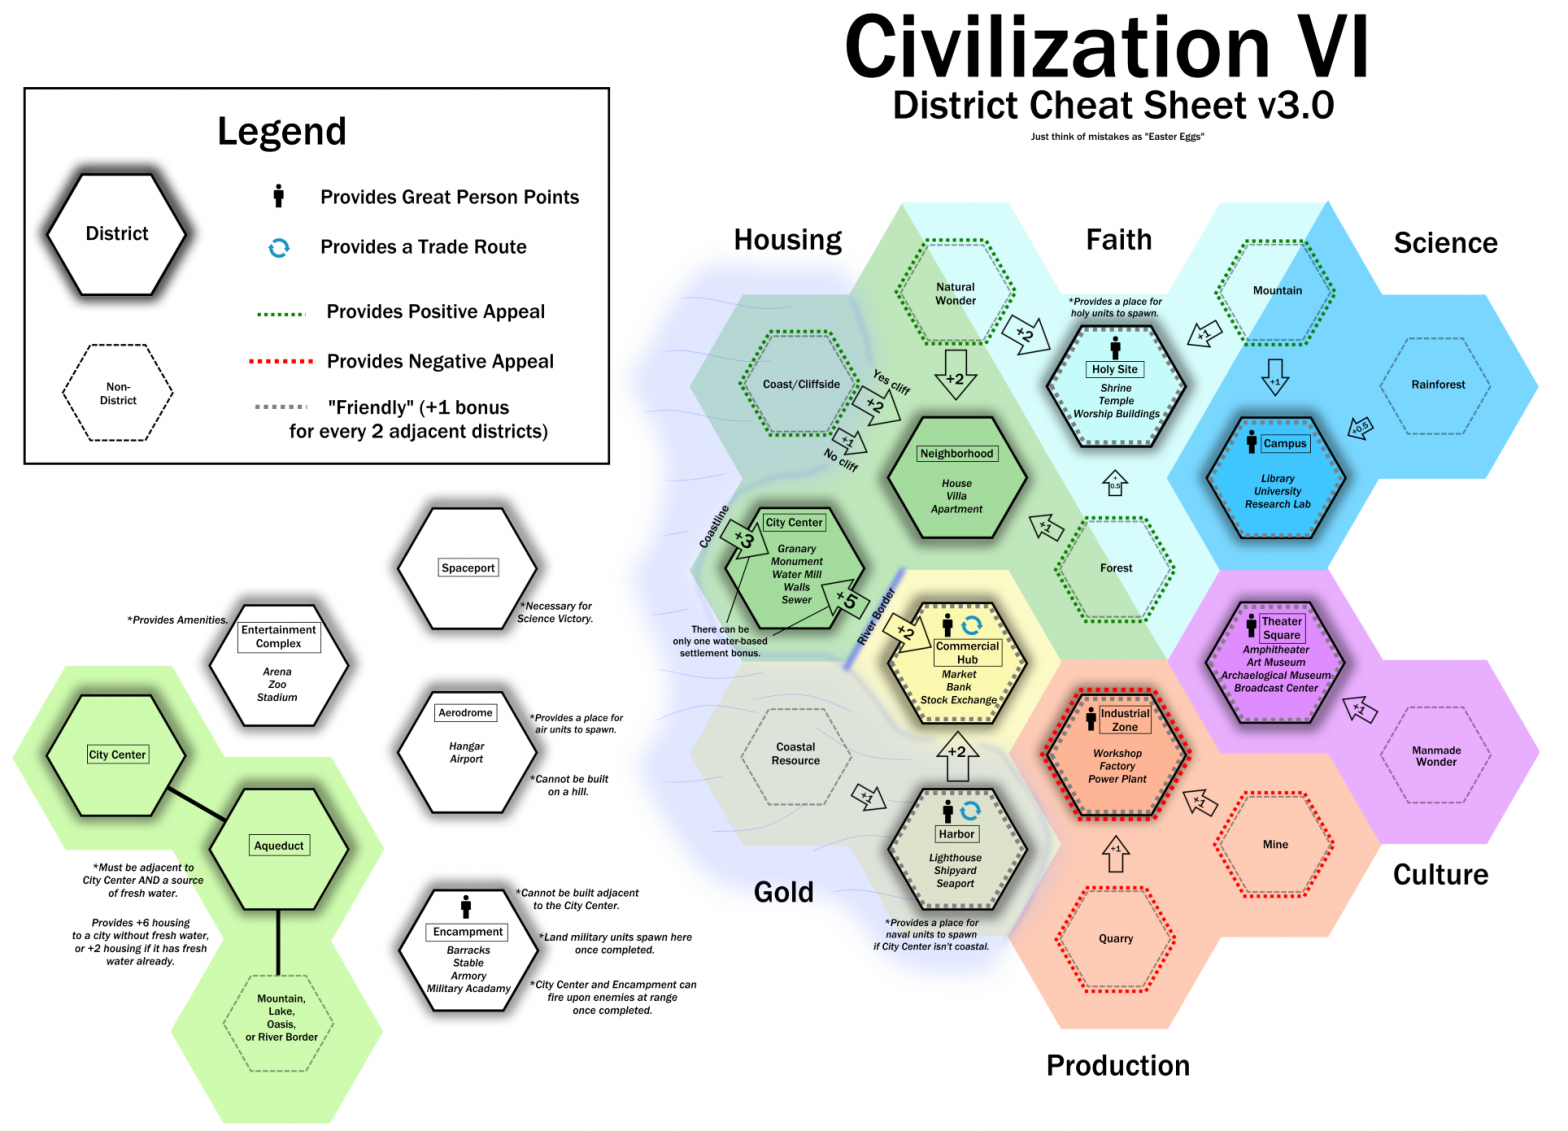 Civilization VI
District Cheat Sheet v3.0
Just think of mistakes as "Easter Eggs"
Legend
District
Non-
District
Provides Great Person Points
Provides a Trade Route
Provides Positive Appeal
Provides Negative Appeal
"Friendly" (+1 bonus
for every 2 adjacent districts)
Housing
Faith
Science
Natural
Wonder
+2
+2
*Provides a place for
holy units to spawn.
Holy Site
Shrine
Temple
Worship Buildings
Mountain
+1
+1
Rainforest
+0.5
Coast/Cliffside
Yes cliff
+2
+1
No cliff
Neighborhood
House
Villa
Apartment
+
0.5
Campus
Library
University
Research Lab
Coastline
+3
City Center
Granary
Monument
Water Mill
Walls
Sewer
+5
There can be
only one water-based
settlement bonus.
River Border
+2
+1
Forest
Commercial
Hub
Market
Bank
Stock Exchange
Theater
Square
Amphitheater
Art Museum
Archaelogical Museum
Broadcast Center
+1
Manmade
Wonder
Culture
Coastal
Resource
+1
+2
Harbor
Lighthouse
Shipyard
Seaport
*Provides a place for
naval units to spawn
if City Center isn't coastal.
Gold
Industrial
Zone
Workshop
Factory
Power Plant
+1
Mine
+1
Quarry
Production
Spaceport
*Necessary for
Science Victory.
*Provides Amenities.
Entertainment
Complex
Arena
Zoo
Stadium
Aerodrome
Hangar
Airport
*Provides a place for
air units to spawn.
*Cannot be built
on a hill.
City Center
Aqueduct
*Must be adjacent to
City Center AND a source
of fresh water.
Provides +6 housing
to a city without fresh water,
or +2 housing if it has fresh
water already.
Mountain,
Lake,
Oasis,
or River Border
Encampment
Barracks
Stable
Armory
Military Acadamy
*Cannot be built adjacent
to the City Center.
*Land military units spawn here
once completed.
*City Center and Encampment can
fire upon enemies at range
once completed.